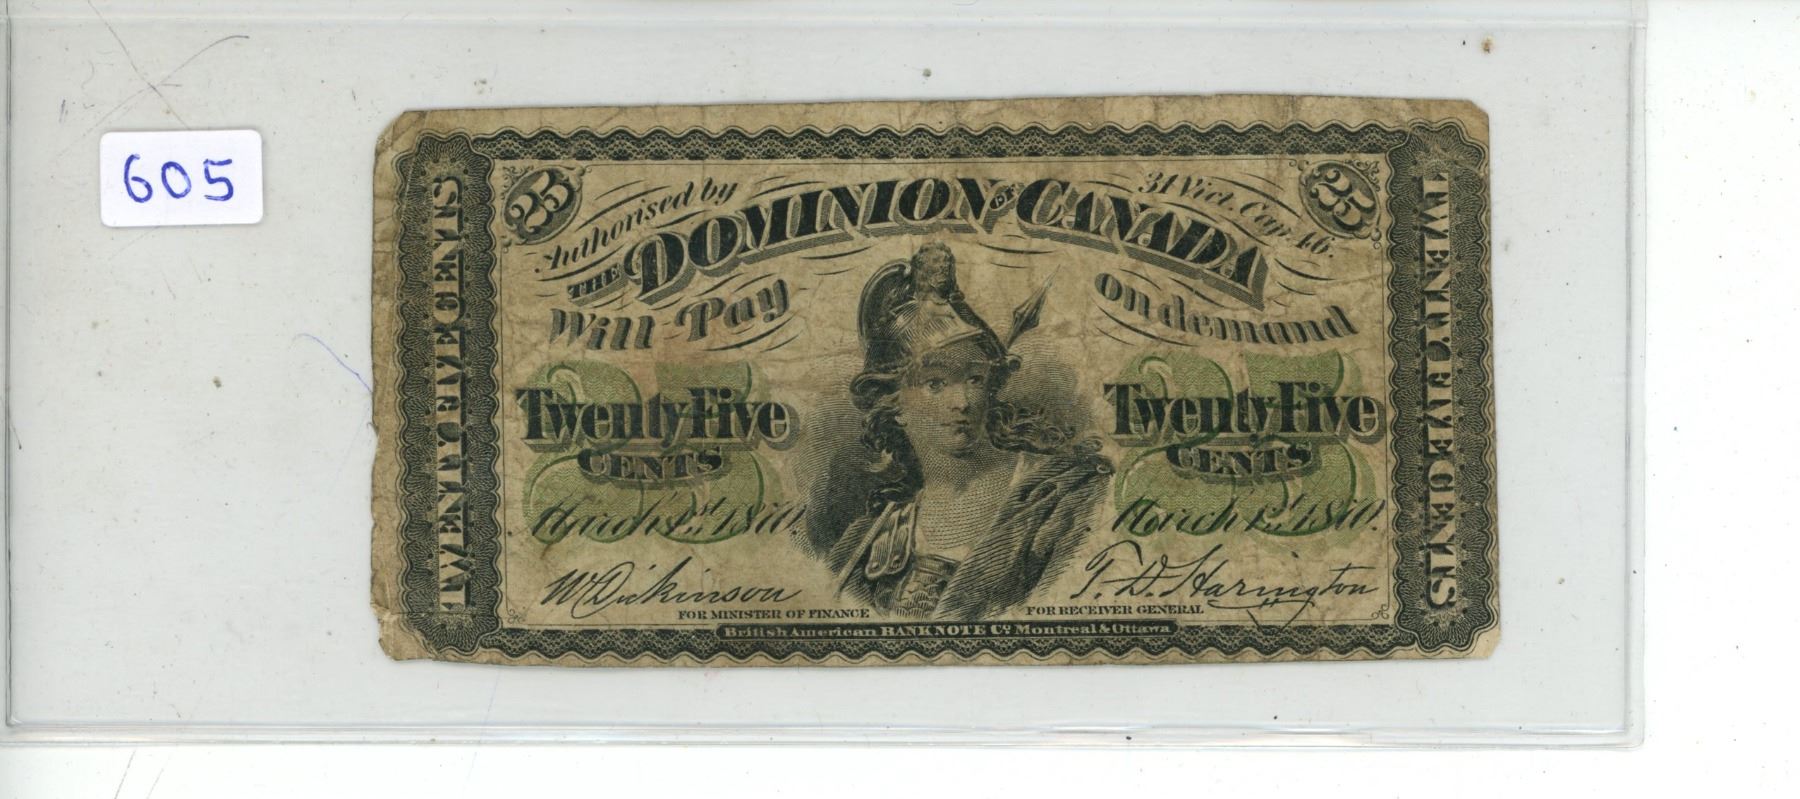 605
25
25
Authorised by
31 Vict. Cap. 46.
THE DOMINION OF CANADA
Will Pay
on demand
Twenty Five
CENTS
Twenty Five
CENTS
March 1st 1870.
March 1st 1870.
W Dickinson
T. D. Harington
FOR MINISTER OF FINANCE
FOR RECEIVER GENERAL
British American BANK NOTE Co. Montreal & Ottawa
TWENTY FIVE CENTS
TWENTY FIVE CENTS